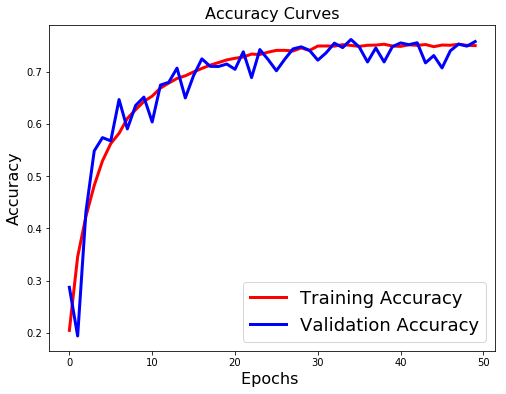 Accuracy Curves
Accuracy
0.7
0.6
0.5
0.4
0.3
0.2
Training Accuracy
Validation Accuracy
0 10 20 30 40 50
Epochs